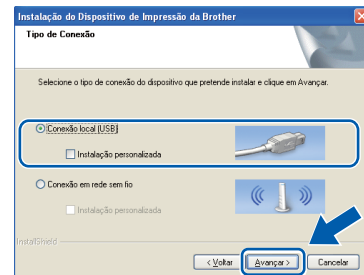 Instalação do Dispositivo de Impressão da Brother
Tipo de Conexão
Selecione o tipo de conexão do dispositivo que pretende instalar e clique em Avançar.
Conexão local (USB)
Instalação personalizada
Conexão em rede sem fio
Instalação personalizada
InstallShield
< Voltar Avançar > Cancelar